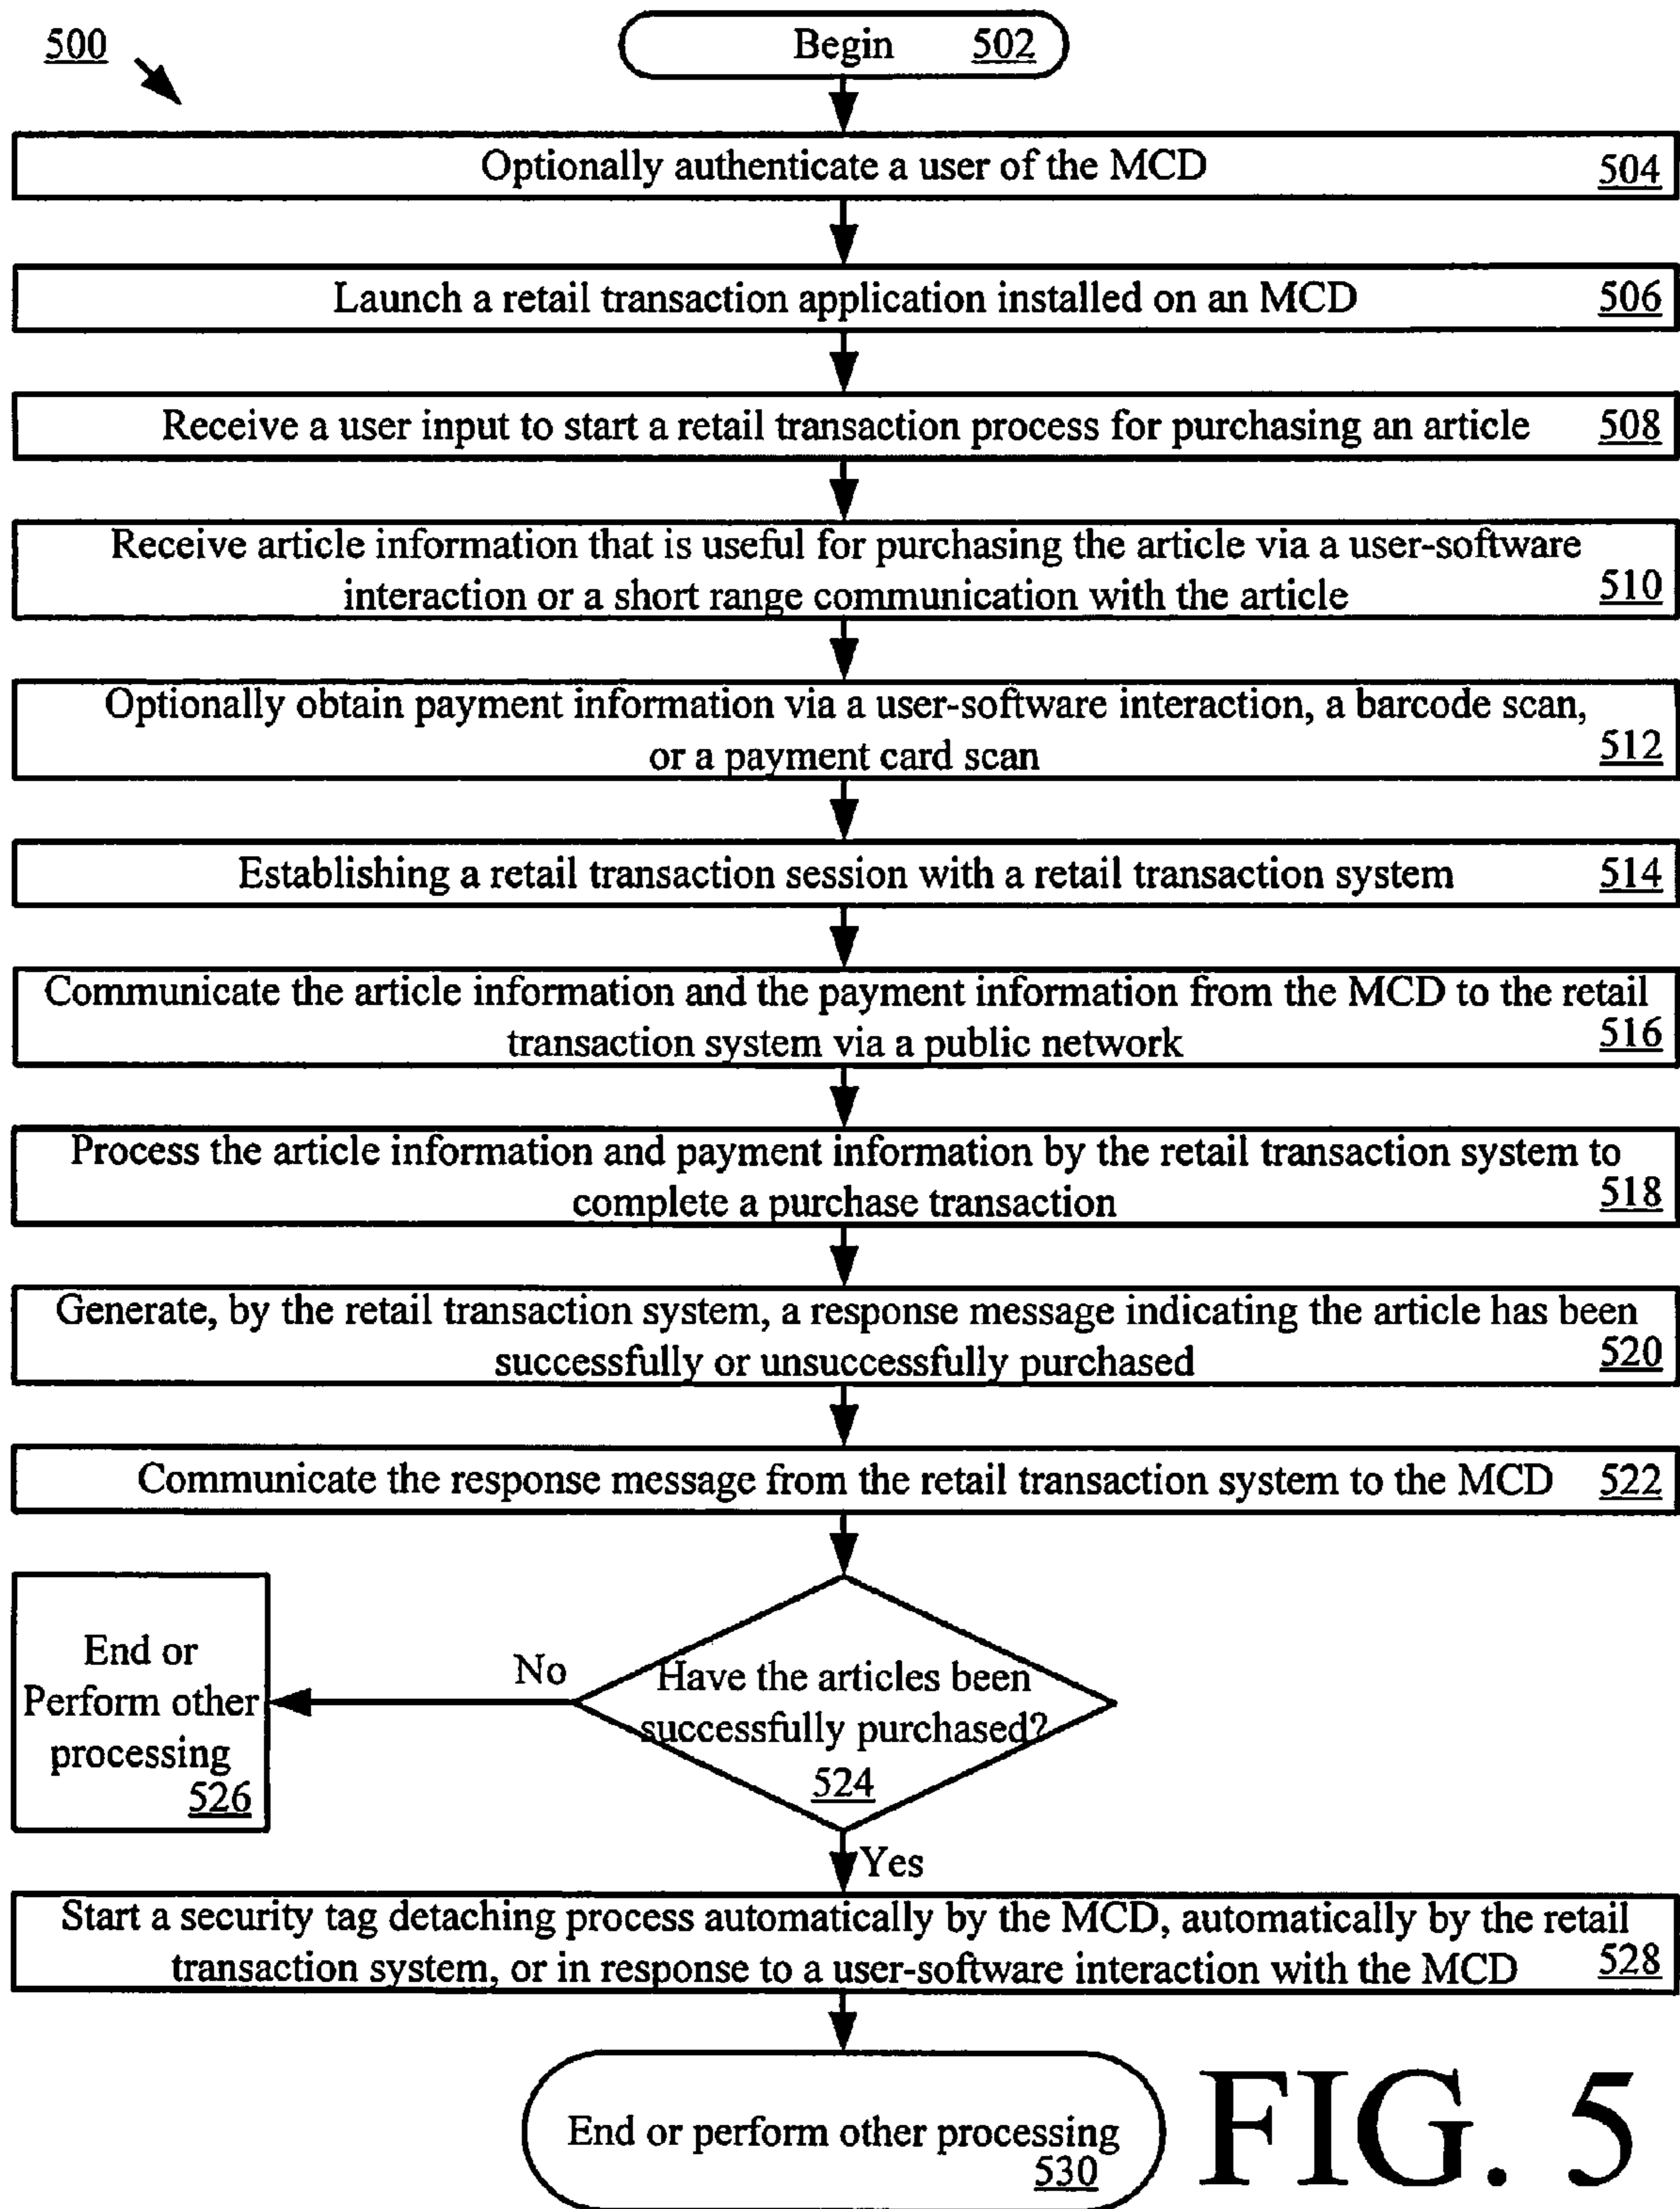 500
Begin 502
Optionally authenticate a user of the MCD 504
Launch a retail transaction application installed on an MCD 506
Receive a user input to start a retail transaction process for purchasing an article 508
Receive article information that is useful for purchasing the article via a user-software
interaction or a short range communication with the article 510
Optionally obtain payment information via a user-software interaction, a barcode scan,
or a payment card scan 512
Establishing a retail transaction session with a retail transaction system 514
Communicate the article information and the payment information from the MCD to the retail
transaction system via a public network 516
Process the article information and payment information by the retail transaction system to
complete a purchase transaction 518
Generate, by the retail transaction system, a response message indicating the article has been
successfully or unsuccessfully purchased 520
Communicate the response message from the retail transaction system to the MCD 522
Have the articles been
successfully purchased?
524
No
End or
Perform other
processing
526
Yes
Start a security tag detaching process automatically by the MCD, automatically by the retail
transaction system, or in response to a user-software interaction with the MCD 528
End or perform other processing
530
FIG. 5